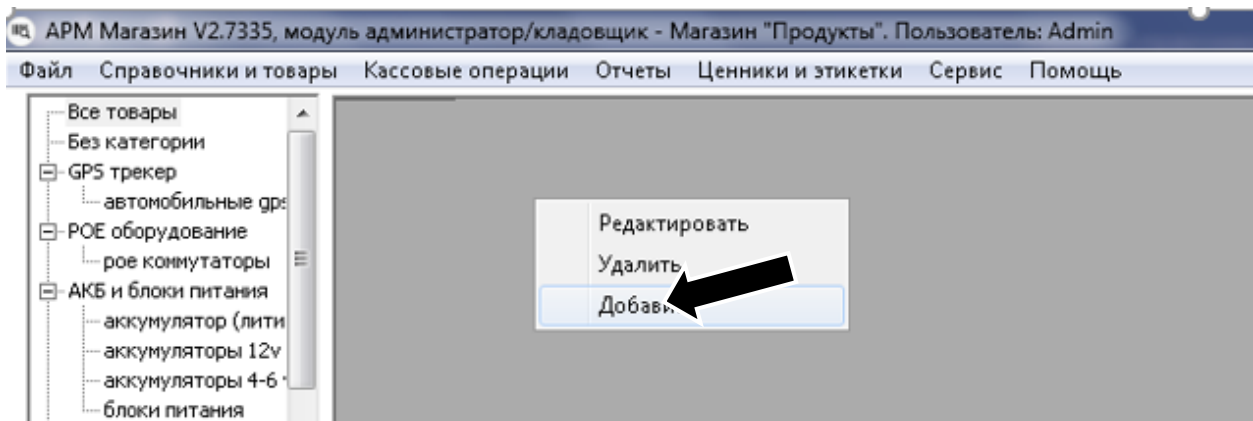 АРМ Магазин V2.7335, модуль администратор/кладовщик - Магазин "Продукты". Пользователь: Admin
Файл Справочники и товары Кассовые операции Отчеты Ценники и этикетки Сервис Помощь
Все товары
Без категории
GPS трекер
автомобильные gps
POE оборудование
poe коммутаторы
АКБ и блоки питания
аккумулятор (лити
аккумуляторы 12v
аккумуляторы 4-6
блоки питания
Редактировать
Удалить
Добави